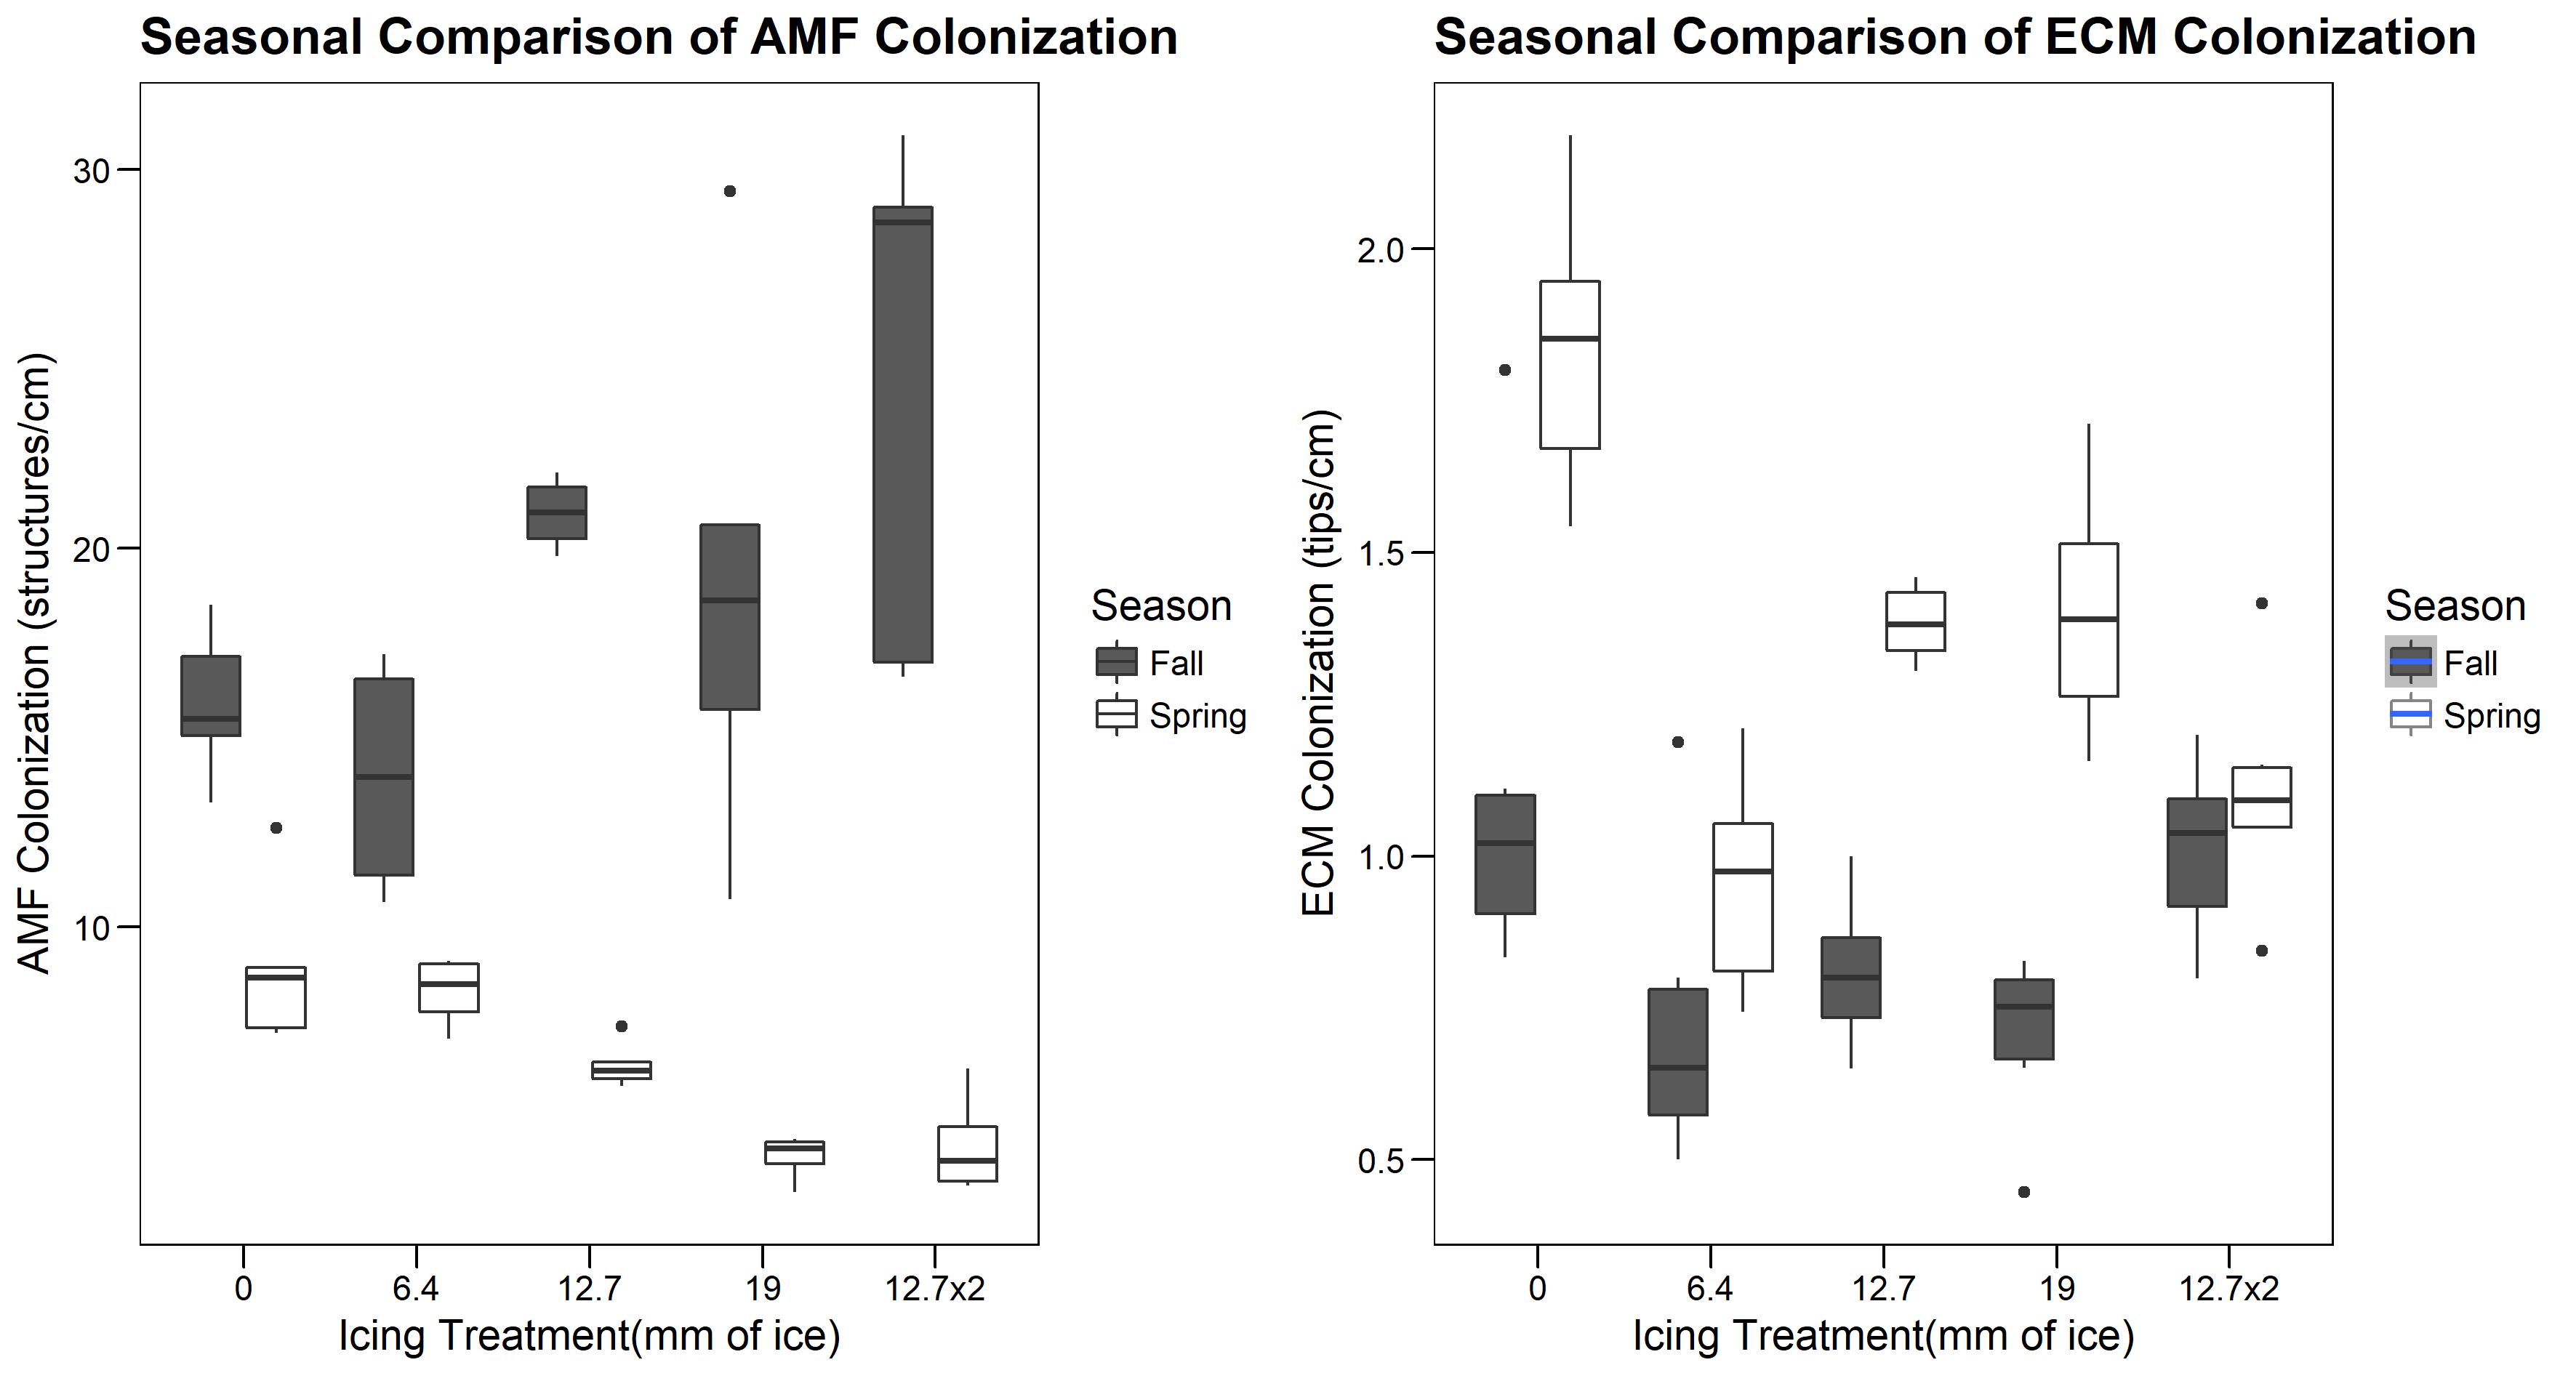 Seasonal Comparison of AMF Colonization
AMF Colonization (structures/cm)
30
20
10
0 6.4 12.7 19 12.7x2
Icing Treatment(mm of ice)
Season
Fall
Spring
Seasonal Comparison of ECM Colonization
ECM Colonization (tips/cm)
2.0
1.5
1.0
0.5
0 6.4 12.7 19 12.7x2
Icing Treatment(mm of ice)
Season
Fall
Spring